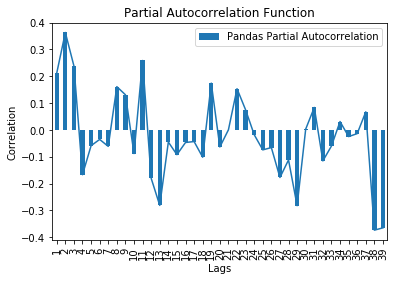 Partial Autocorrelation Function
Pandas Partial Autocorrelation
Correlation
0.4
0.3
0.2
0.1
0.0
−0.1
−0.2
−0.3
−0.4
1 2 3 4 5 6 7 8 9 10 11 12 13 14 15 16 17 18 19 20 21 22 23 24 25 26 27 28 29 30 31 32 33 34 35 36 37 38 39
Lags